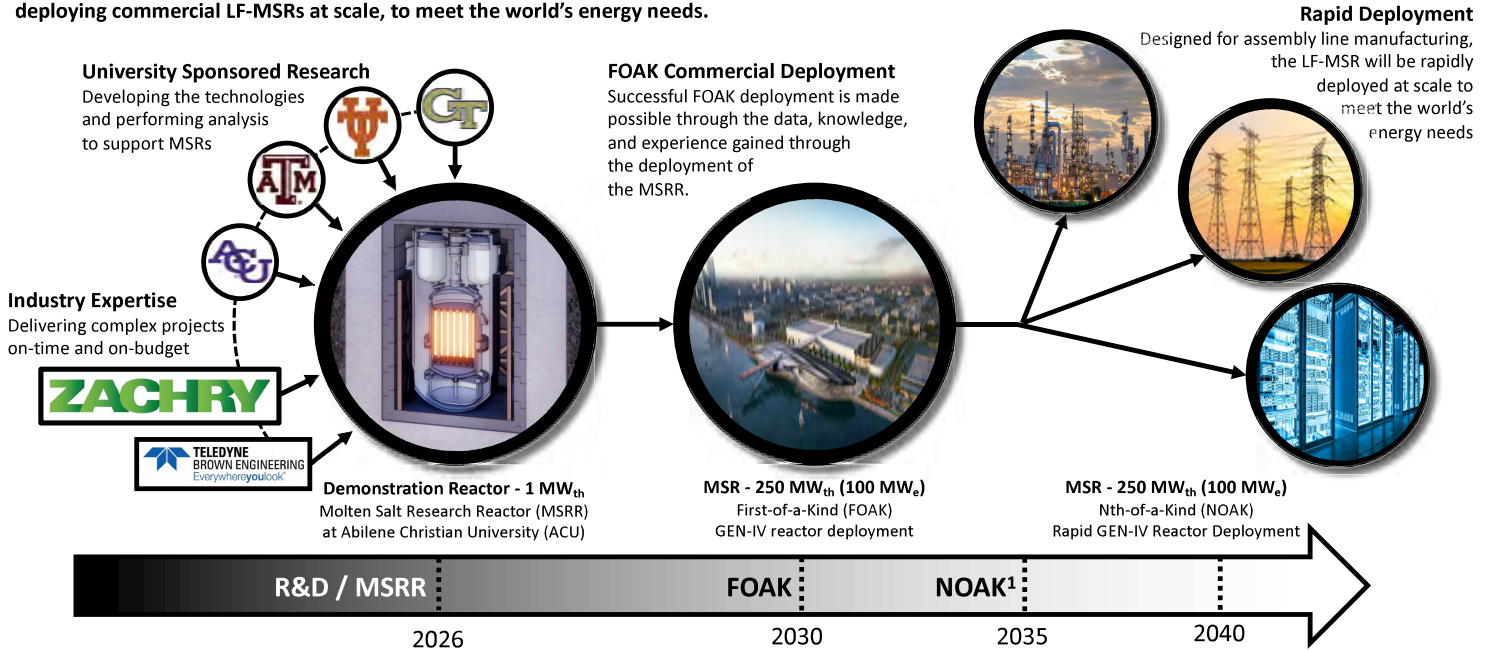 deploying commercial LF-MSRs at scale, to meet the world's energy needs.
University Sponsored Research
Developing the technologies
and performing analysis
to support MSRs
GT
UT
ATM
ACU
Industry Expertise
Delivering complex projects
on-time and on-budget
ZACHRY
TELEDYNE
BROWN ENGINEERING
Everywhereyoulook™
FOAK Commercial Deployment
Successful FOAK deployment is made
possible through the data, knowledge,
and experience gained through
the deployment of
the MSRR.
Rapid Deployment
Designed for assembly line manufacturing,
the LF-MSR will be rapidly
deployed at scale to
meet the world's
energy needs
Demonstration Reactor - 1 MWth
Molten Salt Research Reactor (MSRR)
at Abilene Christian University (ACU)
MSR - 250 MWth (100 MWe)
First-of-a-Kind (FOAK)
GEN-IV reactor deployment
MSR - 250 MWth (100 MWe)
Nth-of-a-Kind (NOAK)
Rapid GEN-IV Reactor Deployment
R&D / MSRR
FOAK
NOAK¹
2026
2030
2035
2040